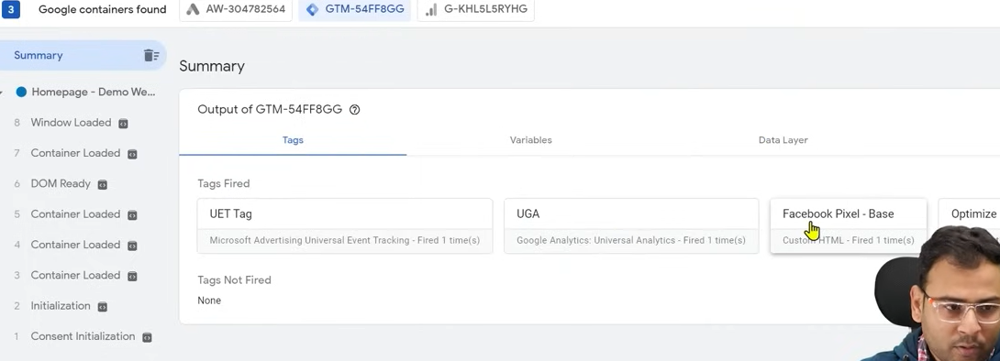 3 Google containers found AW-304782564 GTM-54FF8GG G-KHL5L5RYHG
Summary
Homepage - Demo We...
8 Window Loaded
7 Container Loaded
6 DOM Ready
5 Container Loaded
4 Container Loaded
3 Container Loaded
2 Initialization
1 Consent Initialization
Summary
Output of GTM-54FF8GG
Tags Variables Data Layer
Tags Fired
UET Tag
Microsoft Advertising Universal Event Tracking - Fired 1 time(s)
UGA
Google Analytics: Universal Analytics - Fired 1 time(s)
Facebook Pixel - Base
Custom HTML - Fired 1 time(s)
Optimize
Tags Not Fired
None